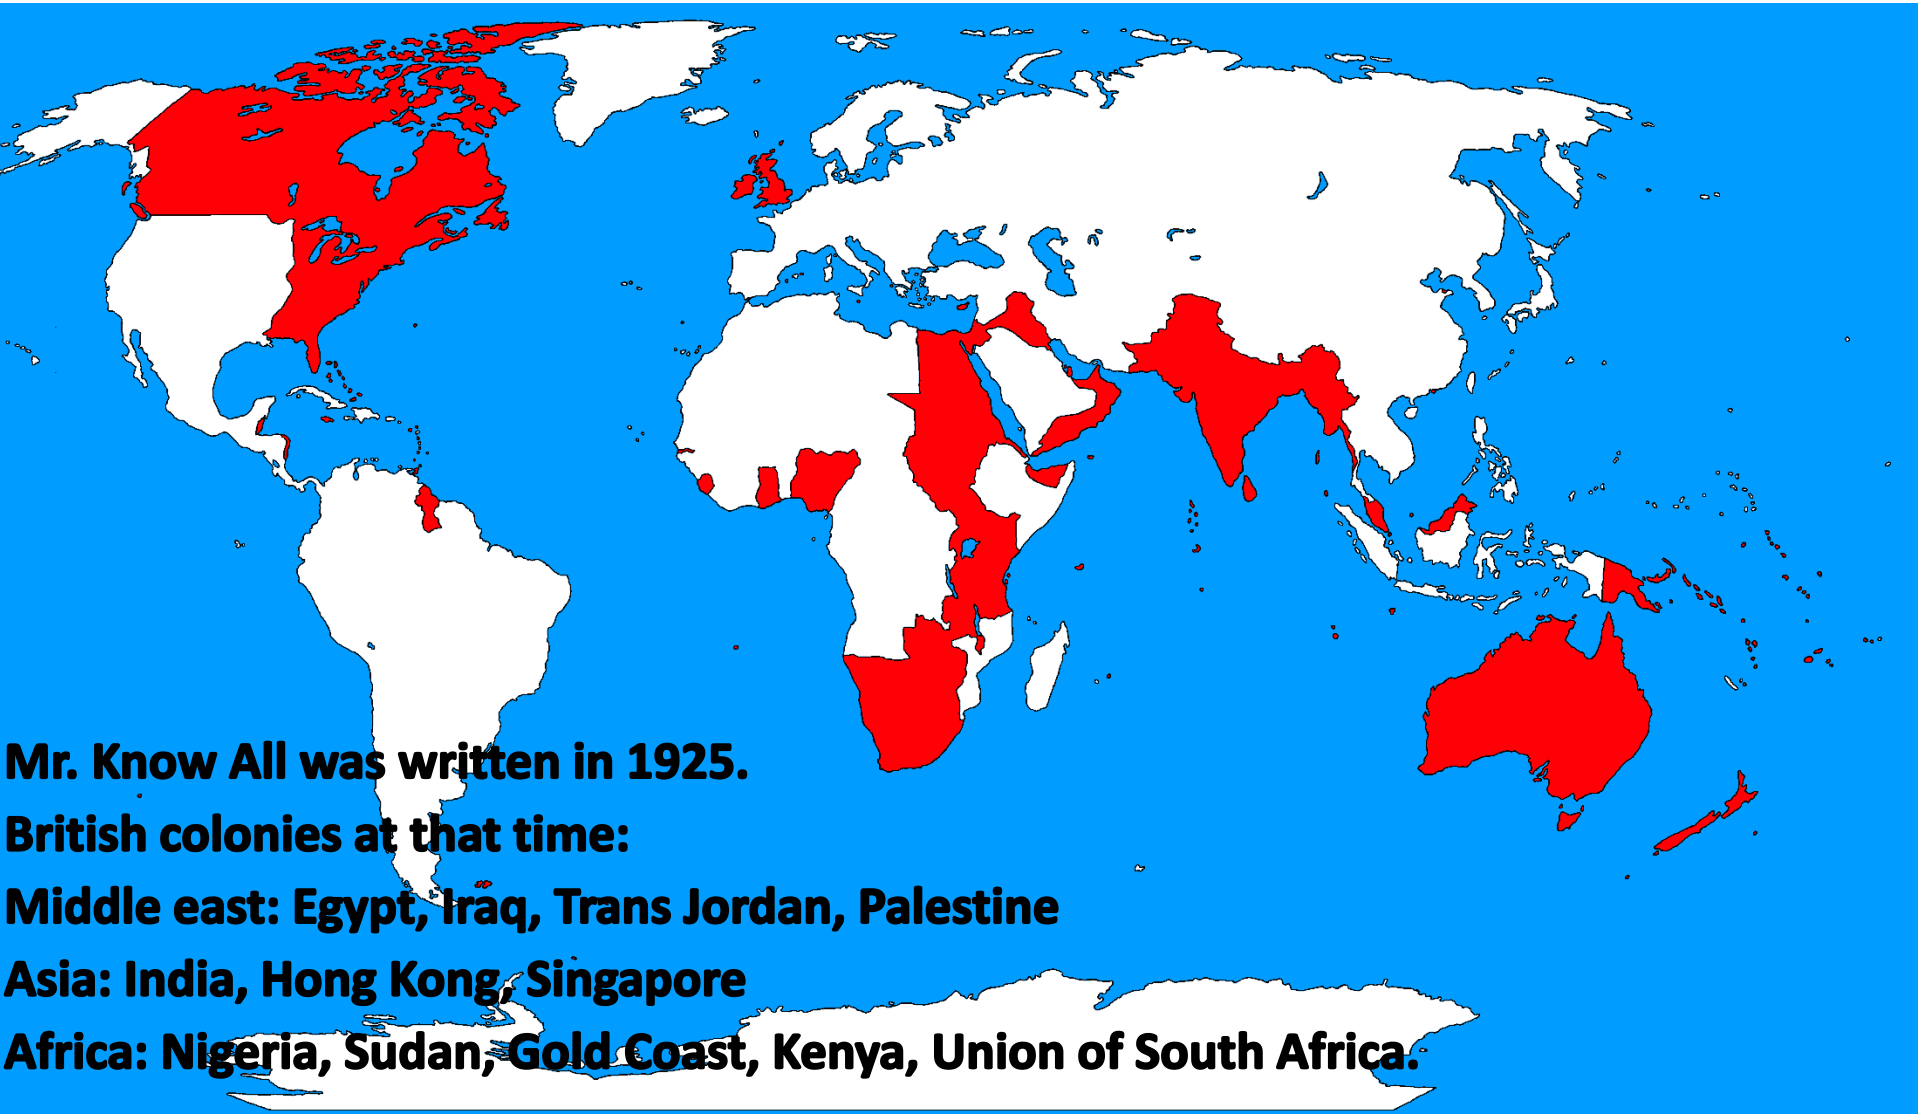 Mr. Know All was written in 1925.
British colonies at that time:
Middle east: Egypt, Iraq, Trans Jordan, Palestine
Asia: India, Hong Kong, Singapore
Africa: Nigeria, Sudan, Gold Coast, Kenya, Union of South Africa.